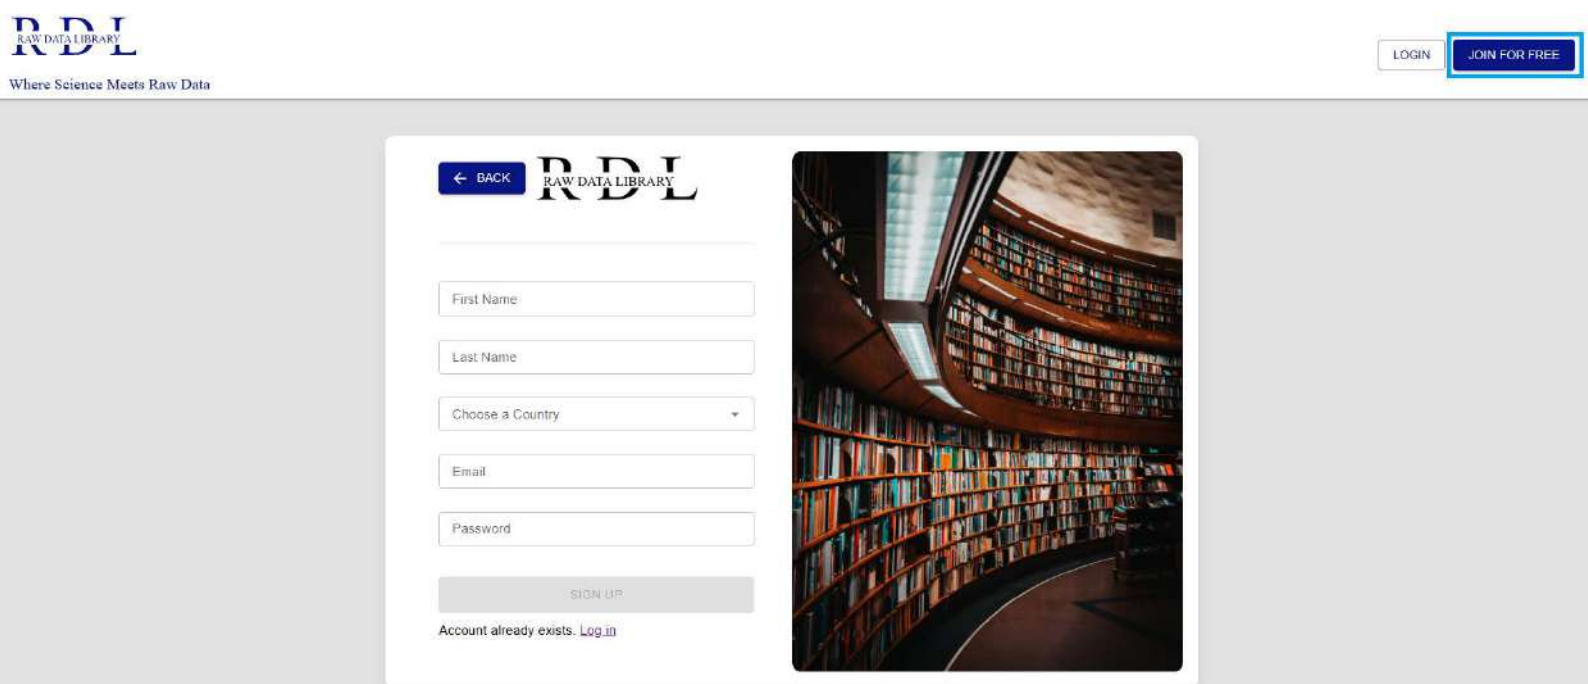 RDL
RAW DATA LIBRARY
Where Science Meets Raw Data
LOGIN
JOIN FOR FREE
← BACK
RDL
RAW DATA LIBRARY
First Name
Last Name
Choose a Country
Email
Password
SIGN UP
Account already exists. Log in